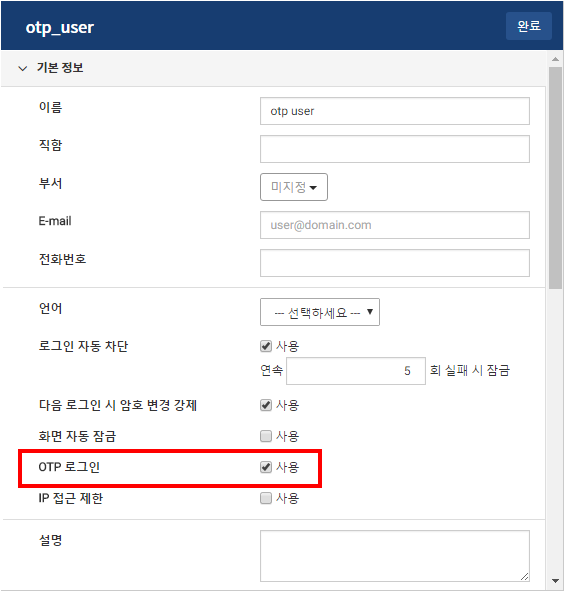 otp_user
완료
기본 정보
이름 otp user
직함
부서 미지정
E-mail user@domain.com
전화번호
언어 --- 선택하세요 ---
로그인 자동 차단 사용
연속 5 회 실패 시 잠금
다음 로그인 시 암호 변경 강제 사용
화면 자동 잠금 사용
OTP 로그인 사용
IP 접근 제한 사용
설명